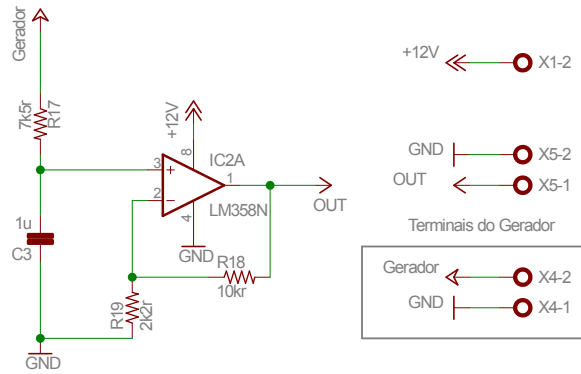 Gerador
7k5r
R17
1u
C3
GND
+12V
8
3
2
1
4
IC2A
LM358N
GND
OUT
R18
10kr
R19
2k2r
+12V
X1-2
GND
X5-2
OUT
X5-1
Terminais do Gerador
Gerador
X4-2
GND
X4-1